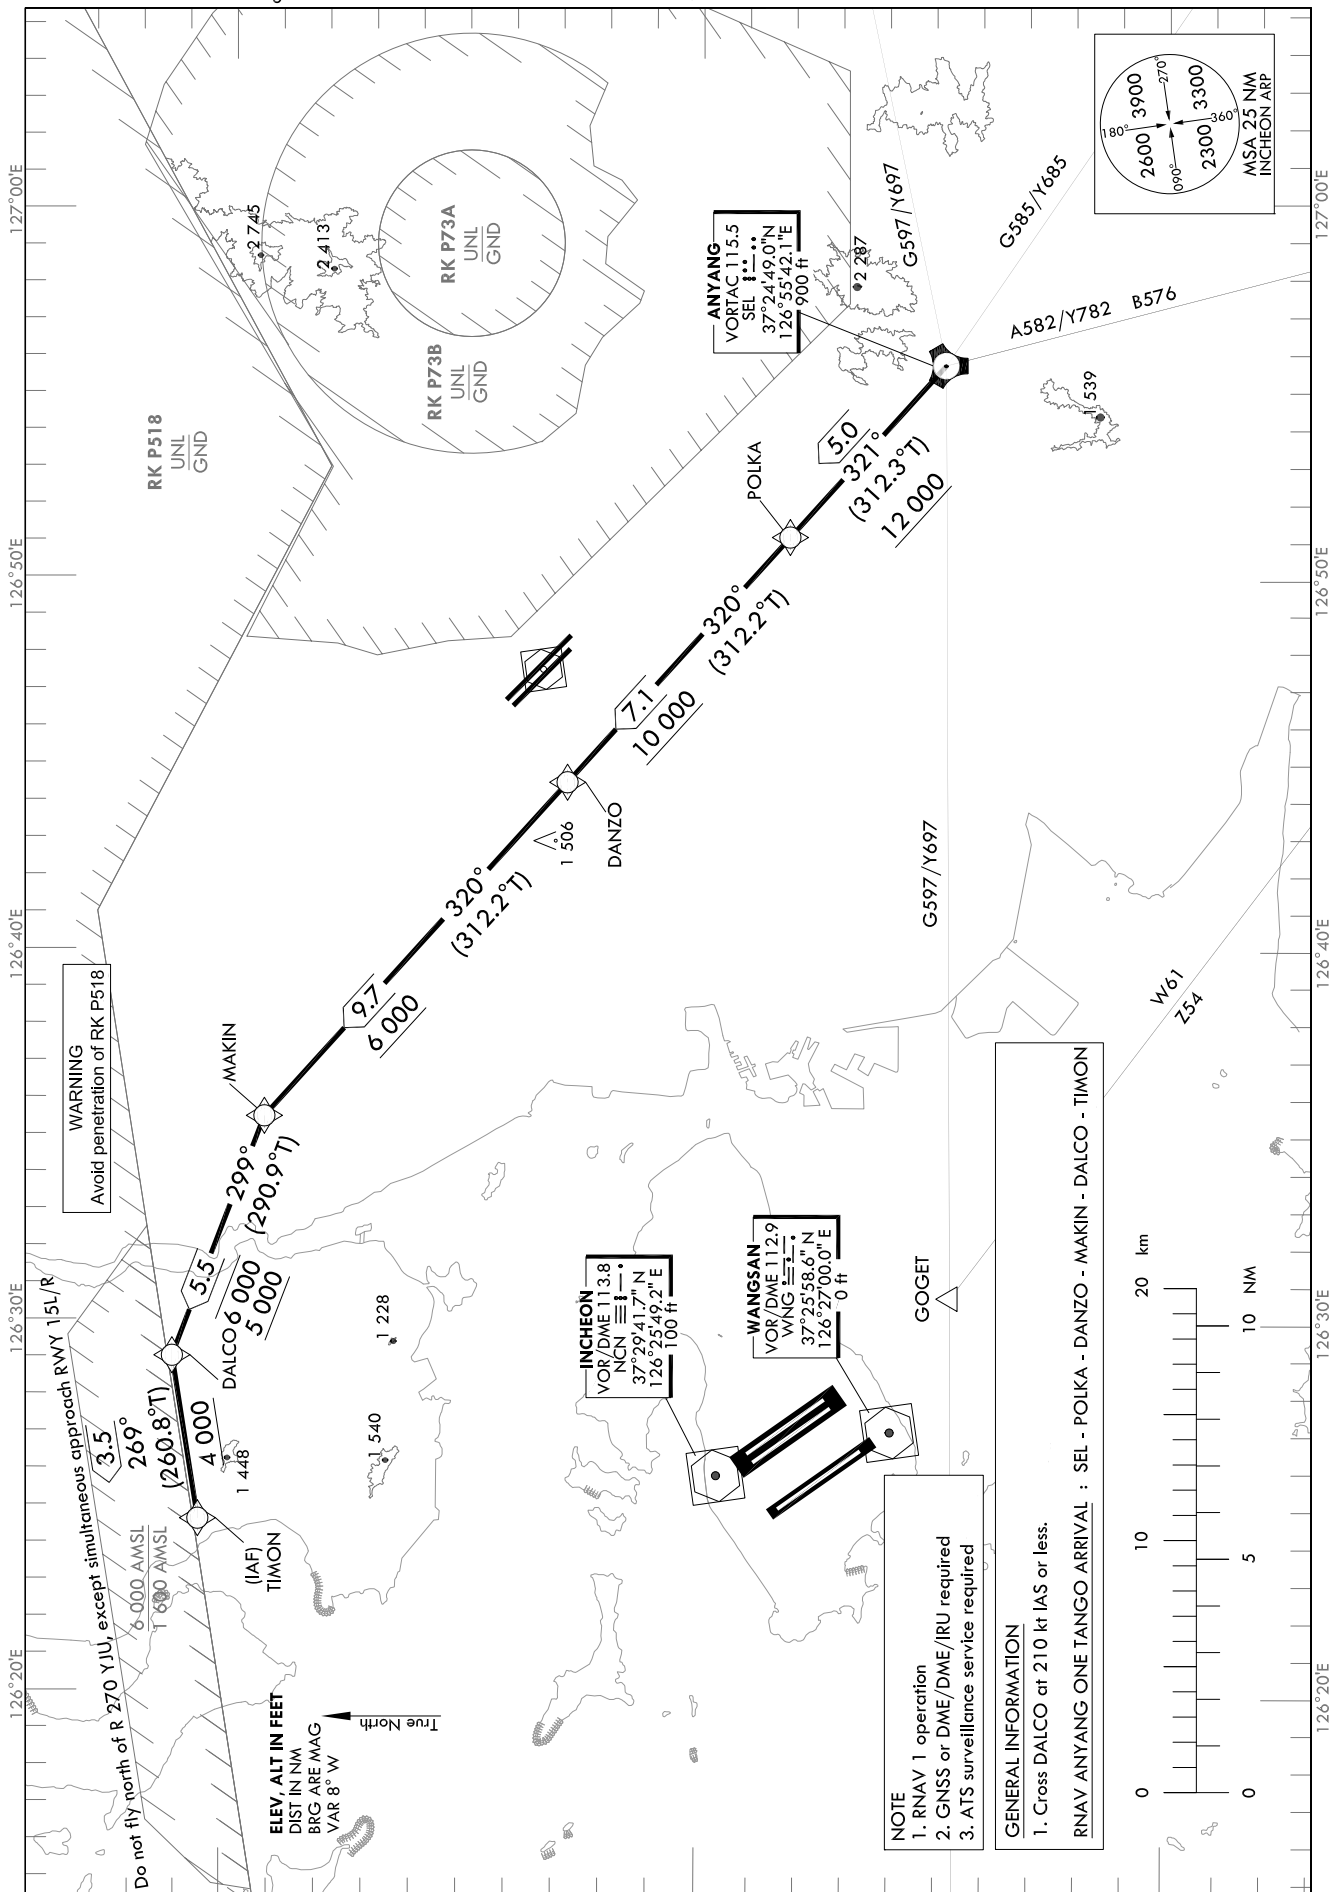 127°00'E
126°50'E
126°40'E
126°30'E
126°20'E
RK P518
UNL
GND
2 745
2 413
RK P73A
UNL
GND
RK P73B
UNL
GND
ANYANG
VORTAC 115.5
SEL
37°24'49.0"N
126°55'42.1"E
900 ft
2 287
G597/Y697
G585/Y685
A582/Y782 B576
1 539
180°
270°
360°
090°
2600
3900
2300
3300
MSA 25 NM
INCHEON ARP
5.0
321°
(312.3°T)
12 000
POLKA
320°
(312.2°T)
7.1
10 000
DANZO
1 506
320°
(312.2°T)
9.7
6 000
MAKIN
299°
(290.9°T)
5.5
6 000
5 000
DALCO
3.5
269°
(260.8°T)
4 000
(IAF)
TIMON
1 448
1 540
1 228
WARNING
Avoid penetration of RK P518
Do not fly north of R 270 YJU, except simultaneous approach RWY 15L/R
6 000 AMSL
1 600 AMSL
ELEV, ALT IN FEET
DIST IN NM
BRG ARE MAG
VAR 8° W
True North
INCHEON
VOR/DME 113.8
NCN
37°29'41.7" N
126°25'49.2" E
100 ft
WANGSAN
VOR/DME 112.9
WNG
37°25'58.6" N
126°27'00.0" E
0 ft
GOGET
G597/Y697
W61
Z54
NOTE
1. RNAV 1 operation
2. GNSS or DME/DME/IRU required
3. ATS surveillance service required
GENERAL INFORMATION
1. Cross DALCO at 210 kt IAS or less.
RNAV ANYANG ONE TANGO ARRIVAL : SEL - POLKA - DANZO - MAKIN - DALCO - TIMON
0 10 20 km
0 5 10 NM
127°00'E
126°50'E
126°40'E
126°30'E
126°20'E